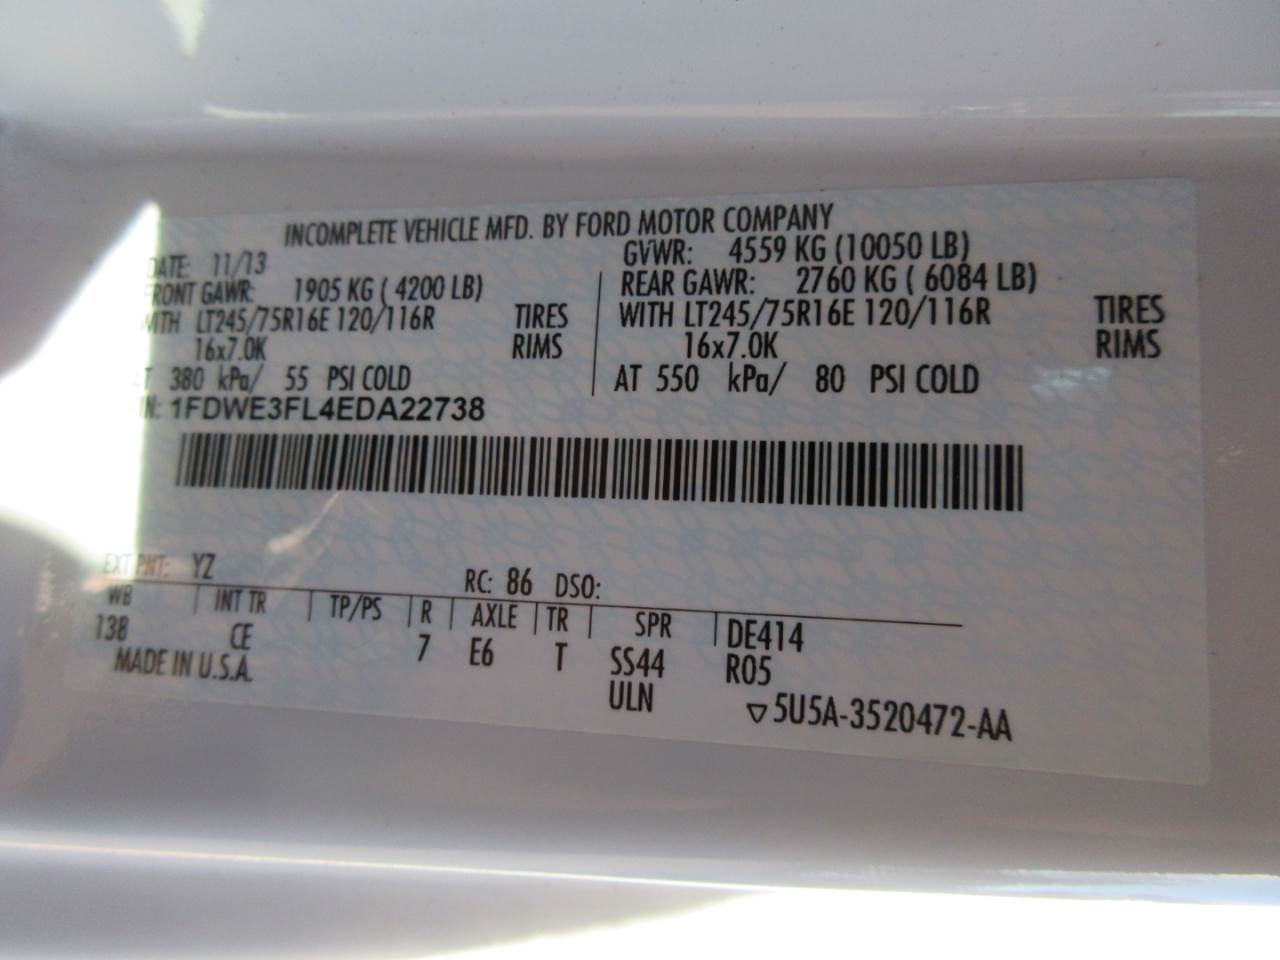 INCOMPLETE VEHICLE MFD. BY FORD MOTOR COMPANY
DATE: 11/13 GVWR: 4559 KG (10050 LB)
FRONT GAWR: 1905 KG ( 4200 LB) REAR GAWR: 2760 KG ( 6084 LB)
WITH LT245/75R16E 120/116R TIRES WITH LT245/75R16E 120/116R TIRES
16x7.0K RIMS 16x7.0K RIMS
AT 380 kPa/ 55 PSI COLD AT 550 kPa/ 80 PSI COLD
VIN: 1FDWE3FL4EDA22738
EXT PNT: YZ RC: 86 DSO:
WB INT TR TP/PS R AXLE TR SPR DE414
138 CE 7 E6 T SS44 R05
MADE IN U.S.A. ULN ▽5U5A-3520472-AA